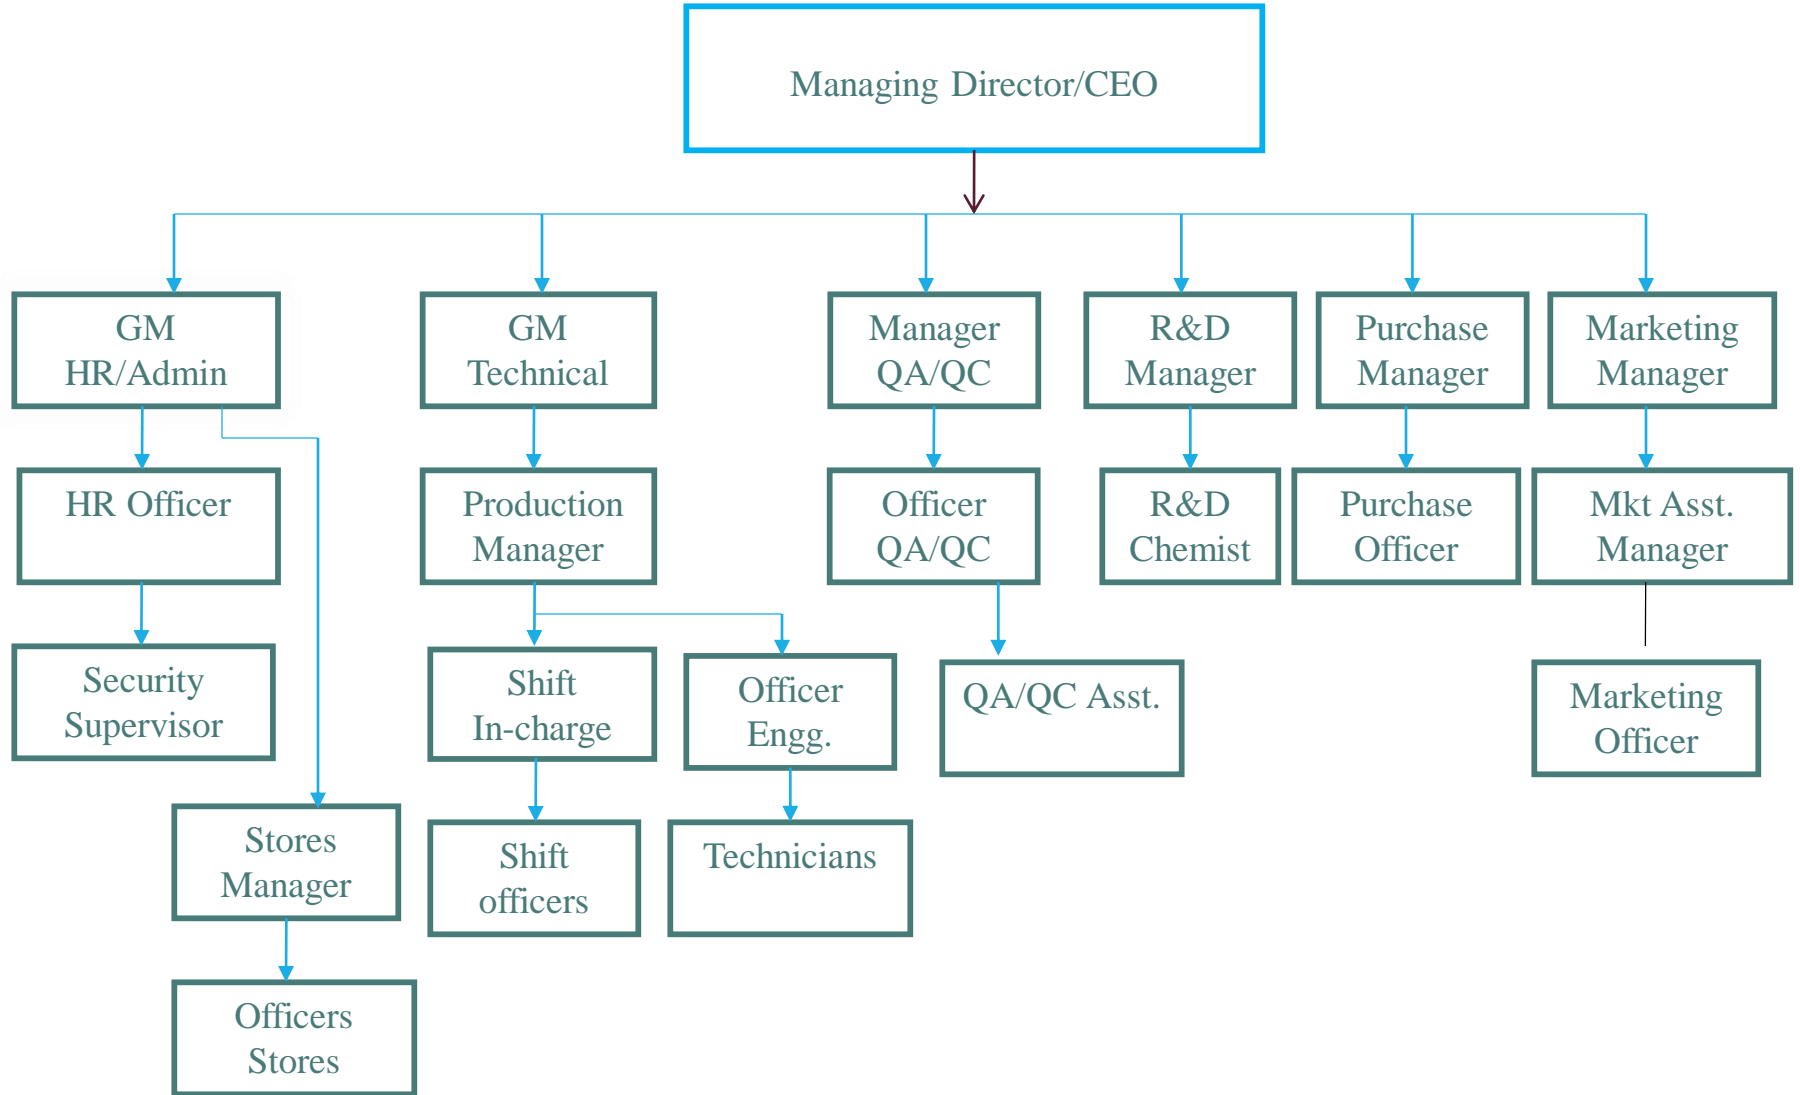 Managing Director/CEO
GM
HR/Admin
GM
Technical
Manager
QA/QC
R&D
Manager
Purchase
Manager
Marketing
Manager
HR Officer
Production
Manager
Officer
QA/QC
R&D
Chemist
Purchase
Officer
Mkt Asst.
Manager
Security
Supervisor
Shift
In-charge
Officer
Engg.
QA/QC Asst.
Marketing
Officer
Stores
Manager
Shift
officers
Technicians
Officers
Stores